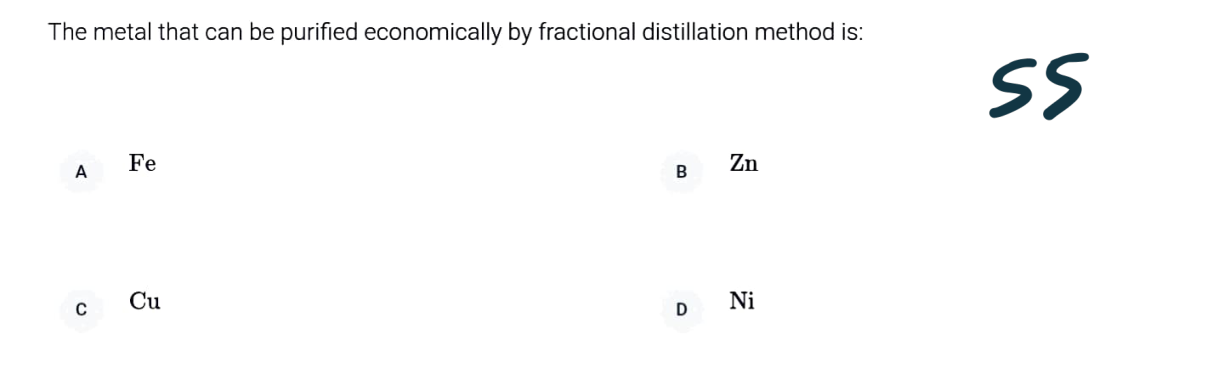 The metal that can be purified economically by fractional distillation method is:
SS
A Fe
B Zn
C Cu
D Ni